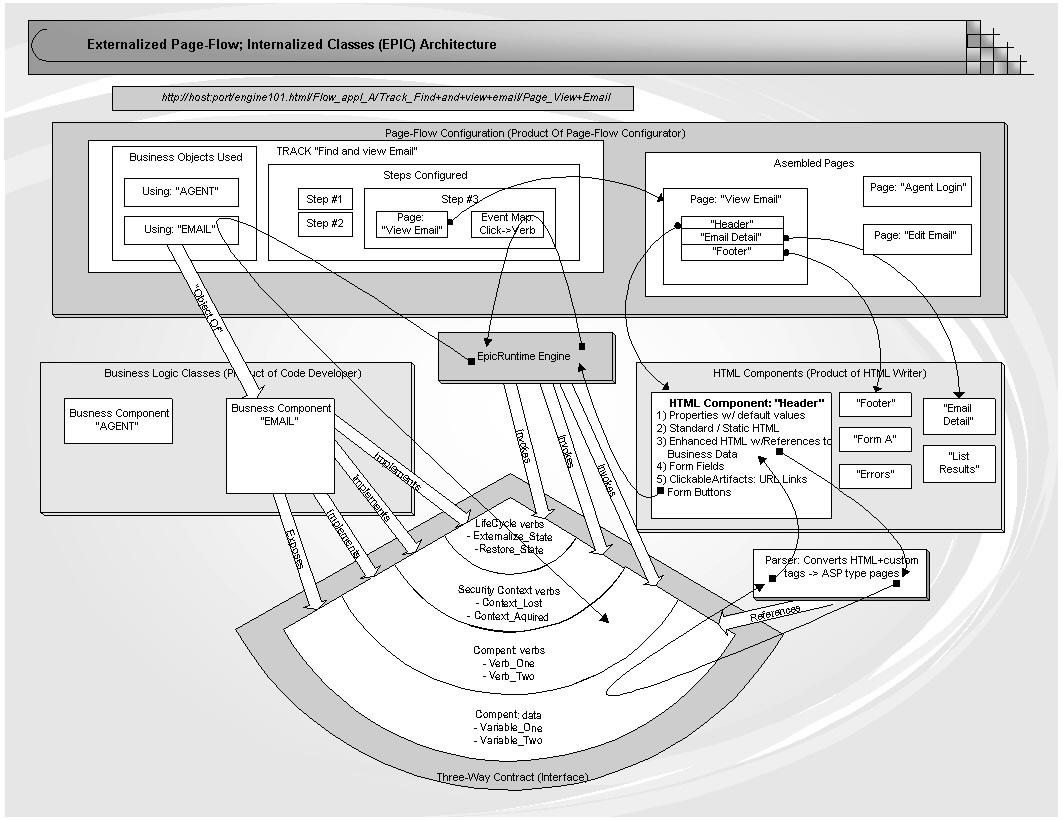 Externalized Page-Flow; Internalized Classes (EPIC) Architecture
http://host:port/engine101.html/Flow_appl_A/Track_Find+and+view+email/Page_View+Email
Page-Flow Configuration (Product Of Page-Flow Configurator)
Business Objects Used
Using: "AGENT"
Using: "EMAIL"
TRACK "Find and view Email"
Steps Configured
Step #1
Step #2
Step #3
Page:
"View Email"
Event Map:
Click->Verb
Asembled Pages
Page: "View Email"
"Header"
"Email Detail"
"Footer"
Page: "Agent Login"
Page: "Edit Email"
"Object Of"
EpicRuntime Engine
Business Logic Classes (Product of Code Developer)
Busness Component
"AGENT"
Busness Component
"EMAIL"
HTML Components (Product of HTML Writer)
HTML Component: "Header"
1) Properties w/ default values
2) Standard / Static HTML
3) Enhanced HTML w/References to
Business Data
4) Form Fields
5) ClickableArtifacts: URL Links
Form Buttons
"Footer"
"Form A"
"Errors"
"Email
Detail"
"List
Results"
Invokes
Invokes
Invokes
Implements
Implements
Implements
Exposes
LifeCycle verbs
- Externalize_State
- Restore_State
Security Context verbs
- Context_Lost
- Context_Aquired
Compent: verbs
- Verb_One
- Verb_Two
Compent: data
- Variable_One
- Variable_Two
Three-Way Contract (Interface)
Parser: Converts HTML+custom
tags -> ASP type pages
References